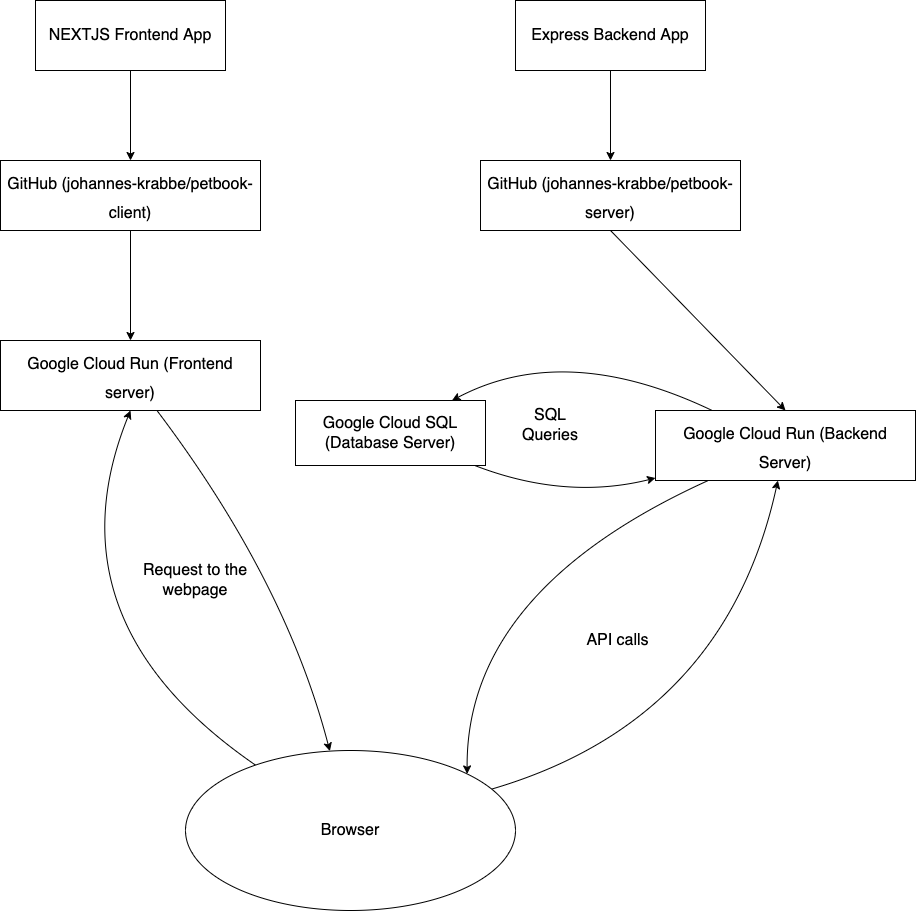 NEXTJS Frontend App
Express Backend App
GitHub (johannes-krabbe/petbook-
client)
GitHub (johannes-krabbe/petbook-
server)
Google Cloud Run (Frontend
server)
Google Cloud SQL
(Database Server)
SQL
Queries
Google Cloud Run (Backend
Server)
Request to the
webpage
API calls
Browser